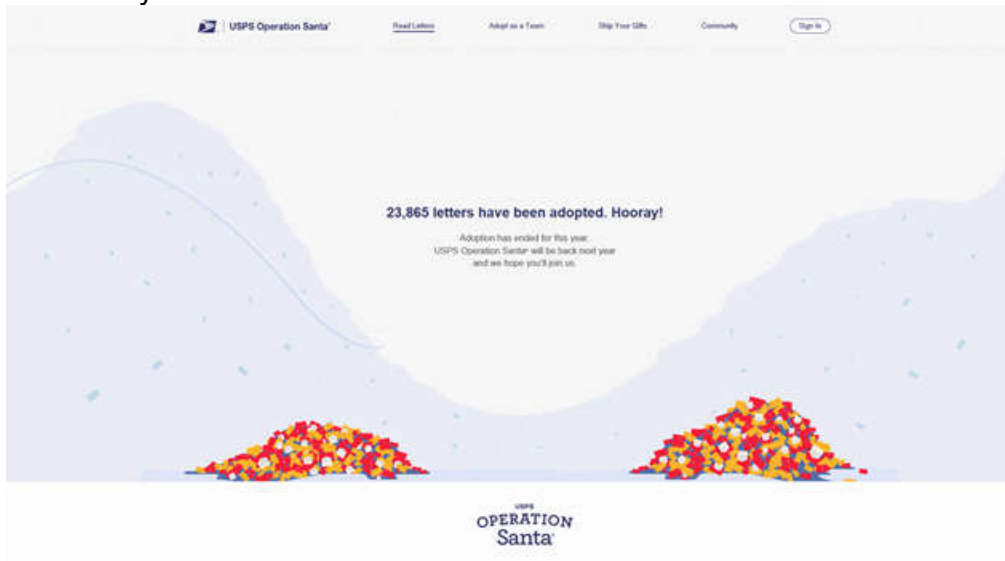 USPS Operation Santa®
Read Letters
Adopt as a Team
Ship Your Gifts
Community
Sign In
23,865 letters have been adopted. Hooray!
Adoption has ended for this year.
USPS Operation Santa® will be back next year
and we hope you'll join us.
USPS
OPERATION
Santa®